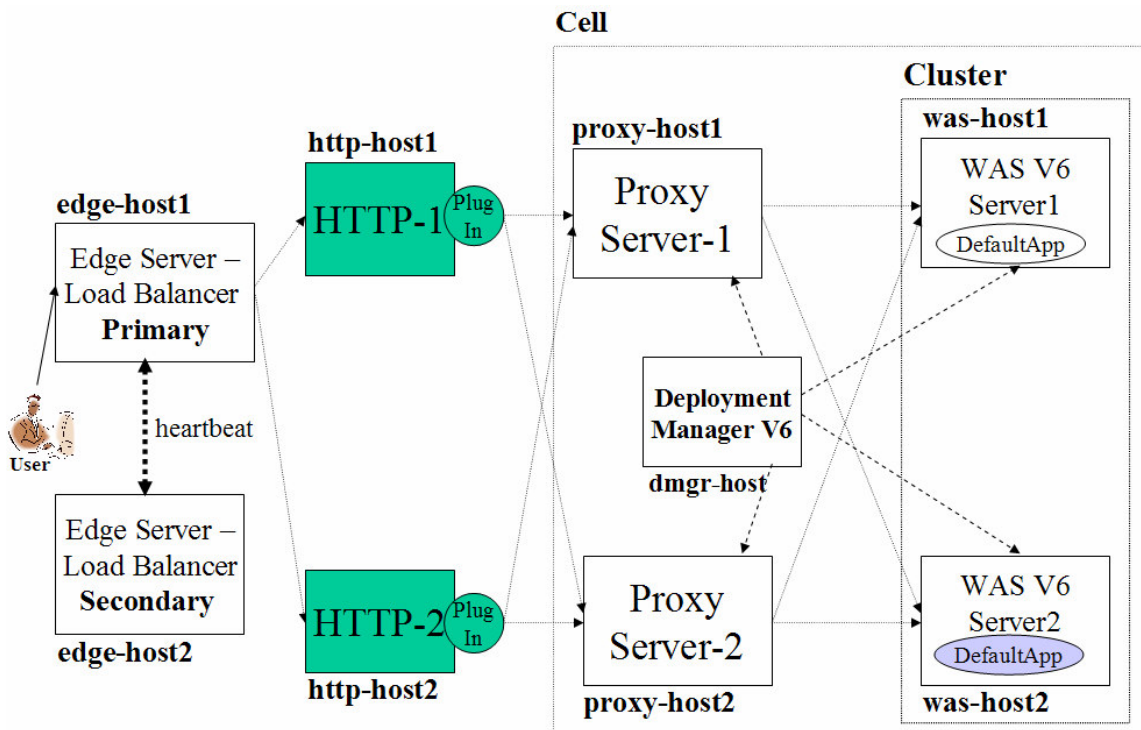 Cell
Cluster
http-host1
proxy-host1
was-host1
edge-host1
HTTP-1
Plug
In
Proxy
Server-1
WAS V6
Server1
DefaultApp
Edge Server –
Load Balancer
Primary
heartbeat
User
Deployment
Manager V6
dmgr-host
Edge Server –
Load Balancer
Secondary
edge-host2
HTTP-2
Plug
In
http-host2
Proxy
Server-2
proxy-host2
WAS V6
Server2
DefaultApp
was-host2